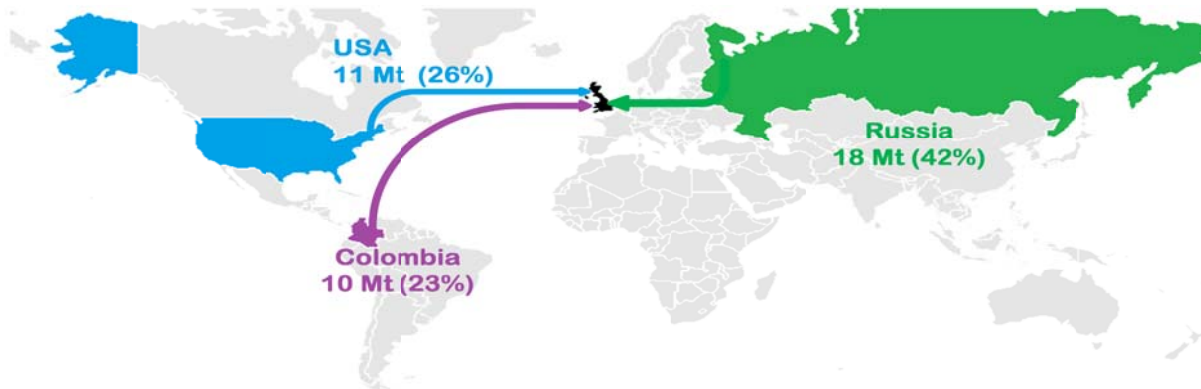 USA
11 Mt (26%)
Russia
18 Mt (42%)
Colombia
10 Mt (23%)